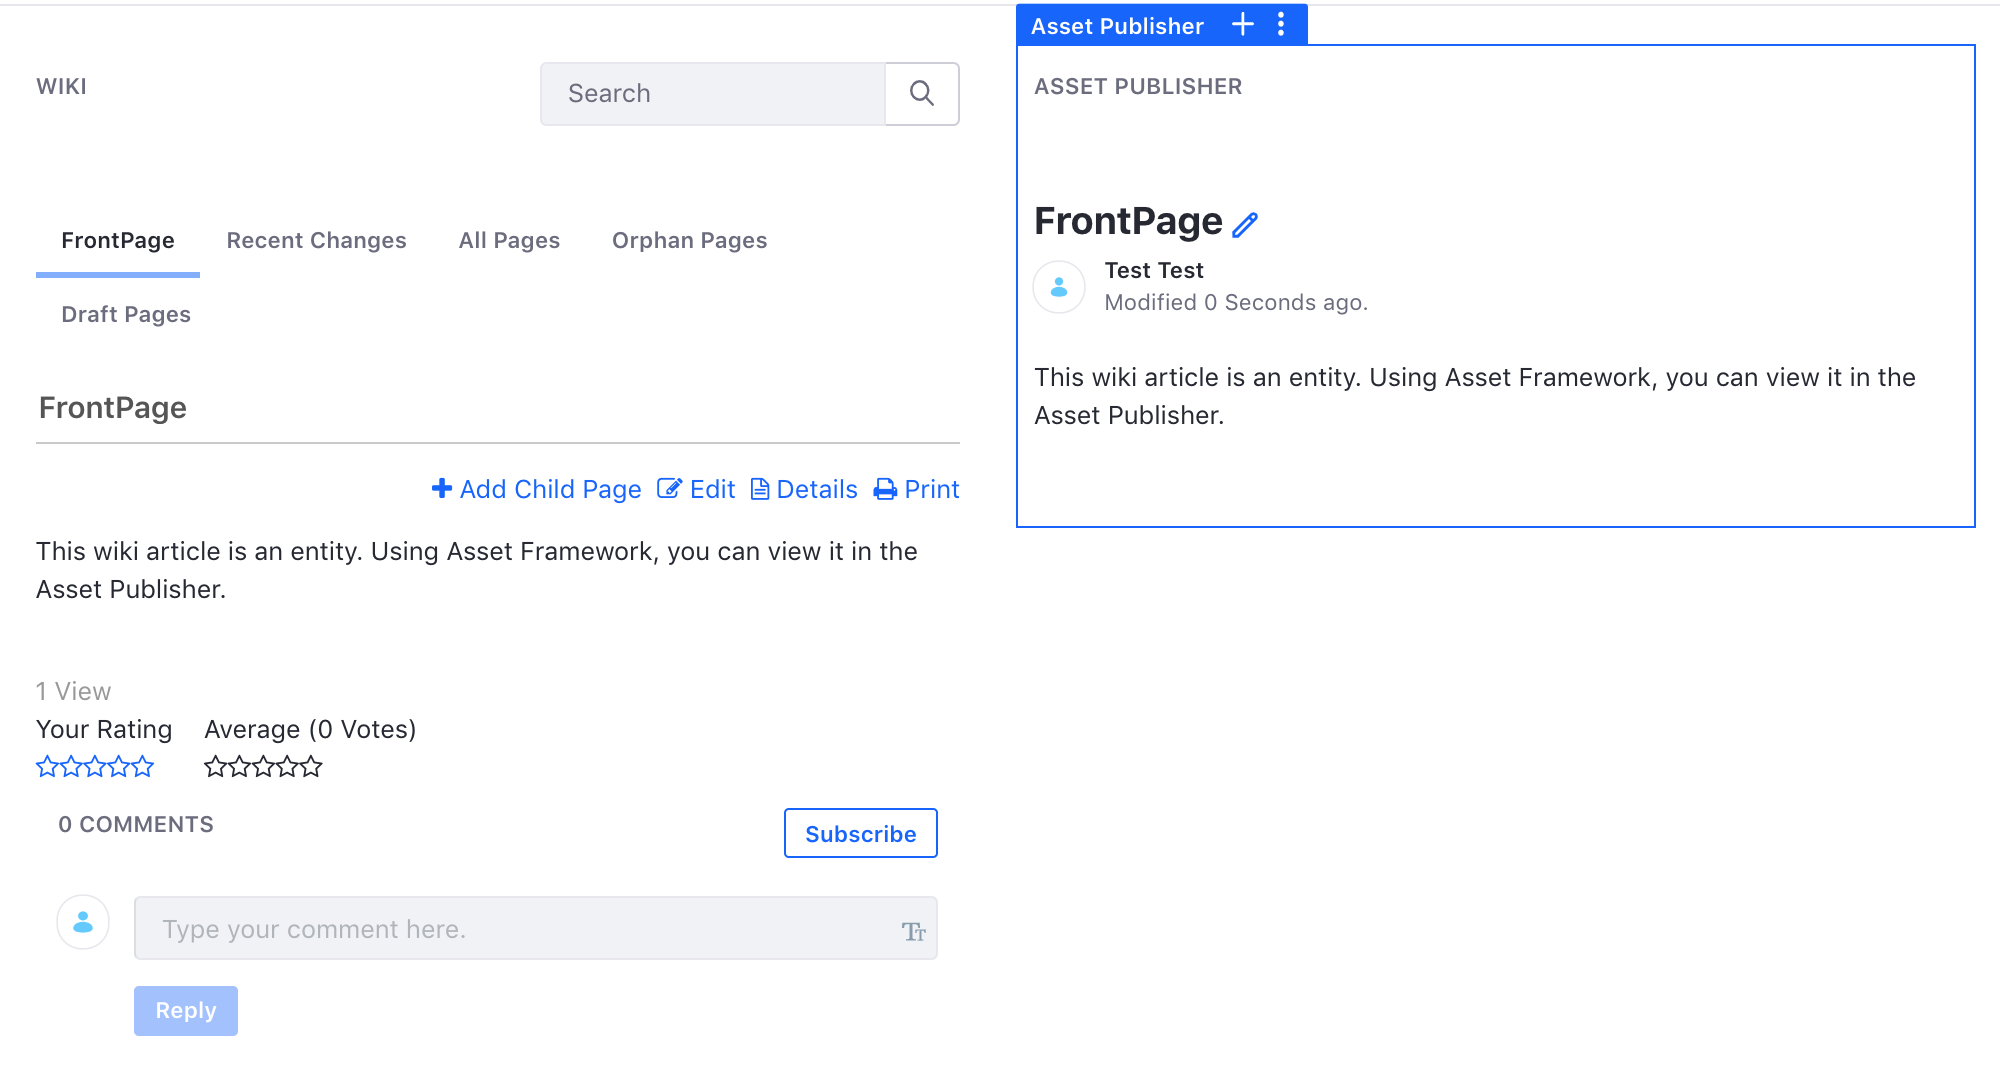 WIKI
Search
FrontPage
Recent Changes
All Pages
Orphan Pages
Draft Pages
FrontPage
Add Child Page
Edit
Details
Print
This wiki article is an entity. Using Asset Framework, you can view it in the
Asset Publisher.
1 View
Your Rating
Average (0 Votes)
0 COMMENTS
Subscribe
Type your comment here.
Reply
Asset Publisher
ASSET PUBLISHER
FrontPage
Test Test
Modified 0 Seconds ago.
This wiki article is an entity. Using Asset Framework, you can view it in the
Asset Publisher.